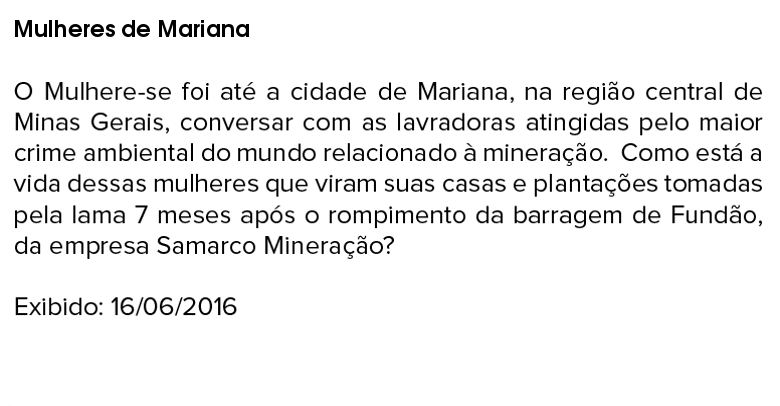 Mulheres de Mariana
O Mulhere-se foi até a cidade de Mariana, na região central de
Minas Gerais, conversar com as lavradoras atingidas pelo maior
crime ambiental do mundo relacionado à mineração.  Como está a
vida dessas mulheres que viram suas casas e plantações tomadas
pela lama 7 meses após o rompimento da barragem de Fundão,
da empresa Samarco Mineração?
Exibido: 16/06/2016